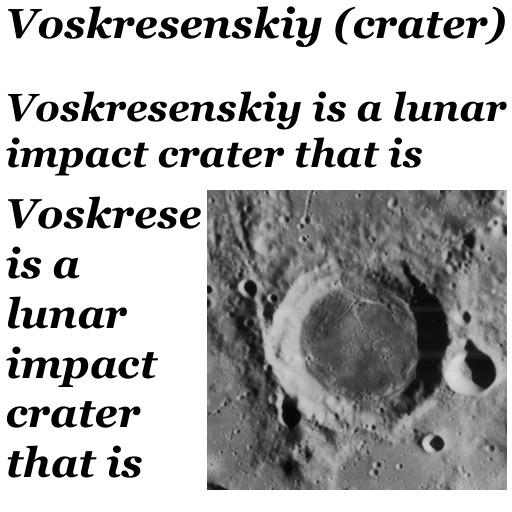 Voskresenskiy (crater)
Voskresenskiy is a lunar
impact crater that is
Voskrese
is a
lunar
impact
crater
that is